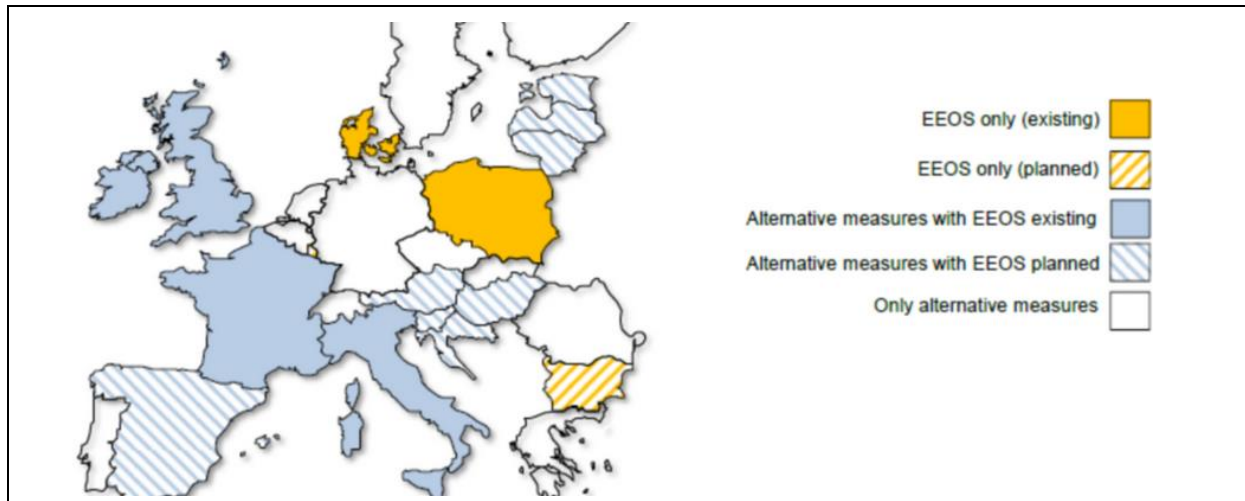 EEOS only (existing)
EEOS only (planned)
Alternative measures with EEOS existing
Alternative measures with EEOS planned
Only alternative measures